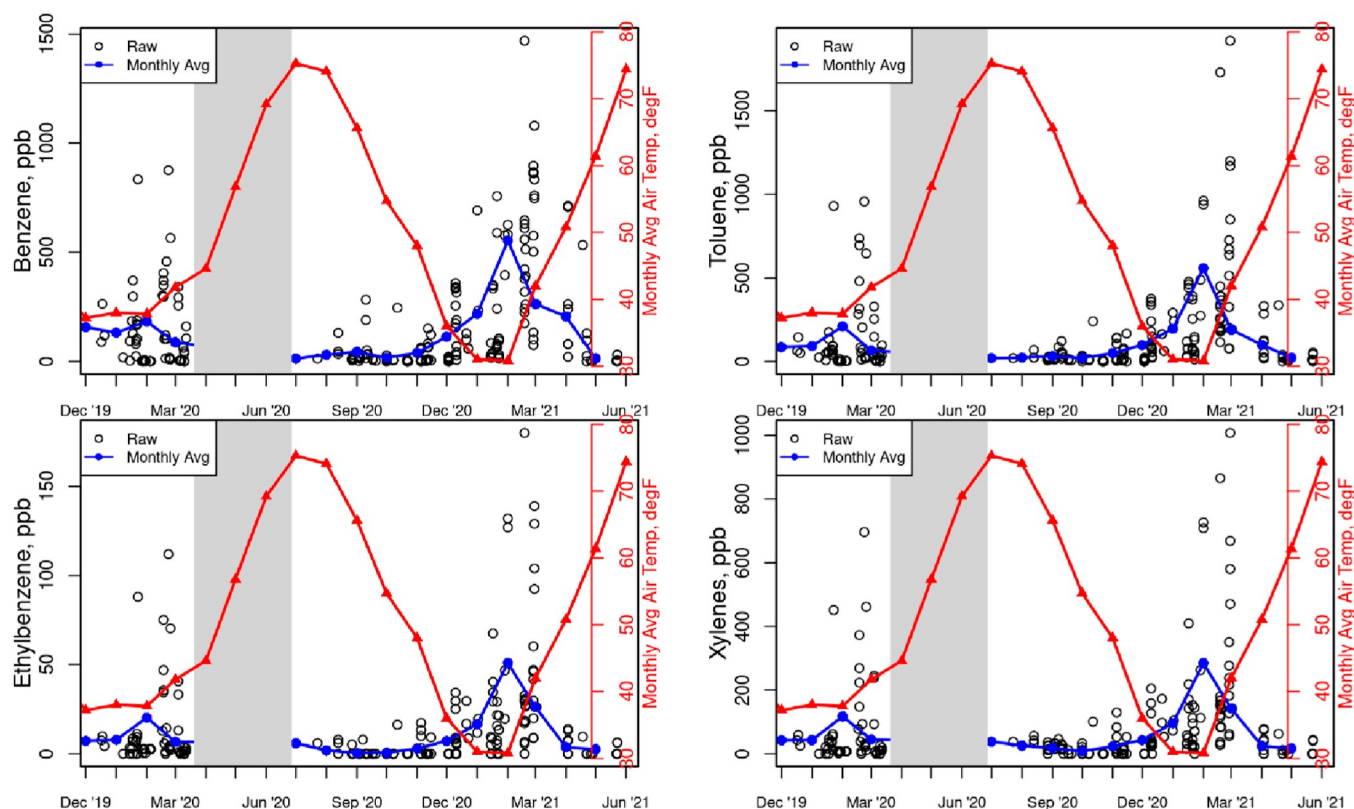 Raw
Monthly Avg
Benzene, ppb
0
500
1000
1500
Monthly Avg Air Temp, degF
30
40
50
60
70
80
Dec '19
Mar '20
Jun '20
Sep '20
Dec '20
Mar '21
Jun '21
Raw
Monthly Avg
Toluene, ppb
0
500
1000
1500
Monthly Avg Air Temp, degF
30
40
50
60
70
80
Dec '19
Mar '20
Jun '20
Sep '20
Dec '20
Mar '21
Jun '21
Raw
Monthly Avg
Ethylbenzene, ppb
0
50
100
150
Monthly Avg Air Temp, degF
30
40
50
60
70
80
Dec '19
Mar '20
Jun '20
Sep '20
Dec '20
Mar '21
Jun '21
Raw
Monthly Avg
Xylenes, ppb
0
200
400
600
800
1000
Monthly Avg Air Temp, degF
30
40
50
60
70
80
Dec '19
Mar '20
Jun '20
Sep '20
Dec '20
Mar '21
Jun '21